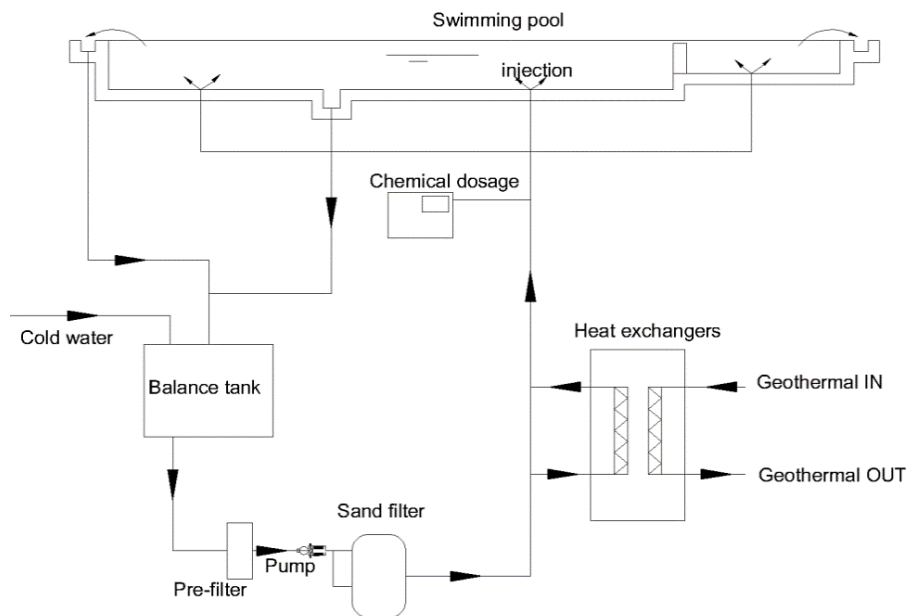 Swimming pool
injection
Chemical dosage
Cold water
Heat exchangers
Balance tank
Geothermal IN
Geothermal OUT
Sand filter
Pump
Pre-filter